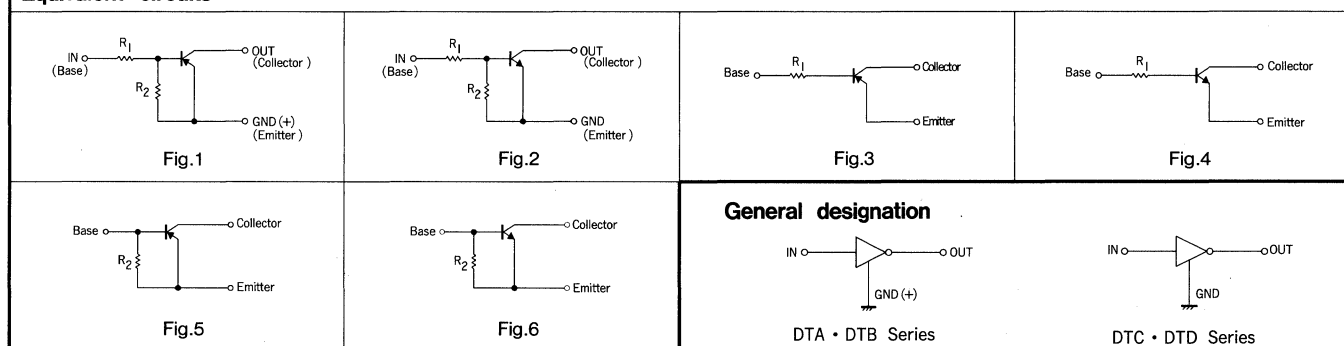 R1
IN
(Base)
R2
OUT
(Collector)
GND (+)
(Emitter)
Fig.1
R1
IN
(Base)
R2
OUT
(Collector)
GND
(Emitter)
Fig.2
R1
Base
Collector
Emitter
Fig.3
R1
Base
Collector
Emitter
Fig.4
Base
R2
Collector
Emitter
Fig.5
Base
R2
Collector
Emitter
Fig.6
General designation
IN
OUT
GND (+)
DTA • DTB Series
IN
OUT
GND
DTC • DTD Series